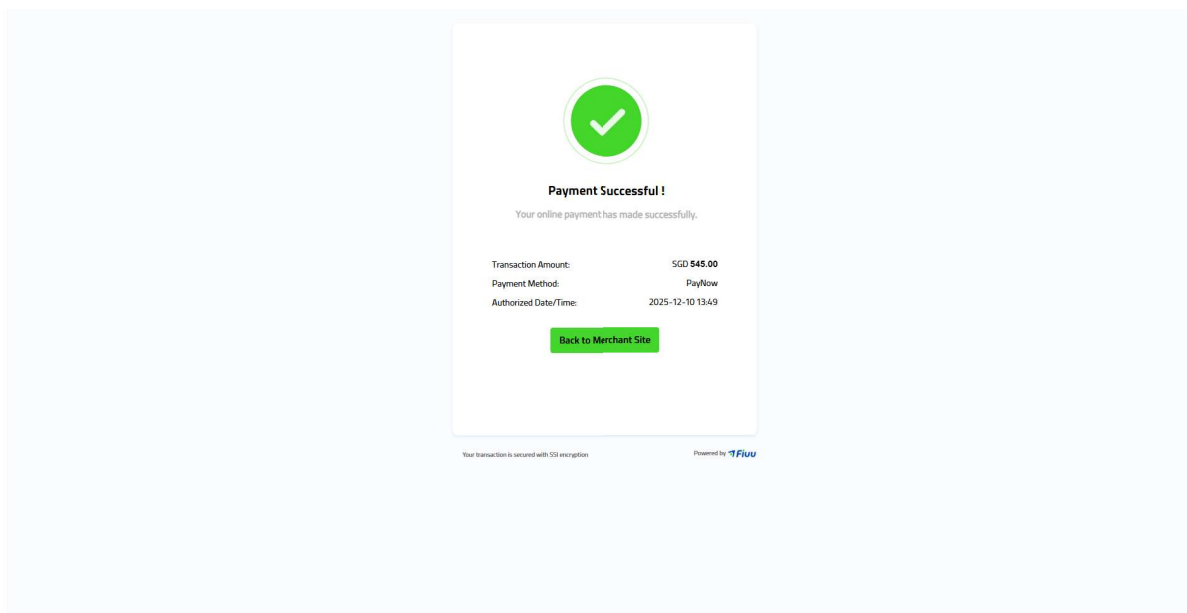 Payment Successful !
Your online payment has made successfully.
Transaction Amount: SGD 545.00
Payment Method: PayNow
Authorized Date/Time: 2025-12-10 13:49
Back to Merchant Site
Your transaction is secured with SSl encryption Powered by Fiuu